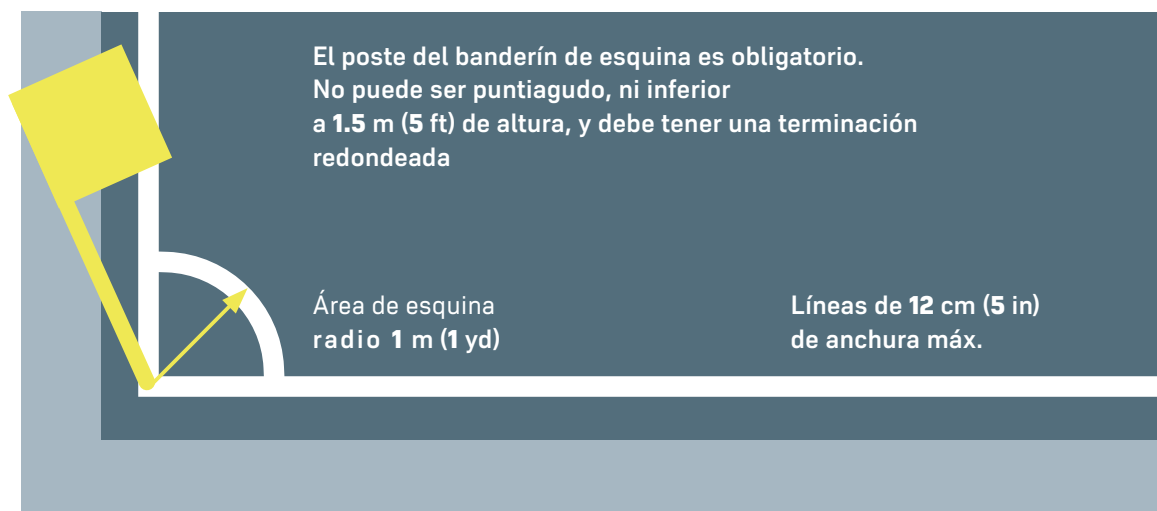 El poste del banderín de esquina es obligatorio.
No puede ser puntiagudo, ni inferior
a 1.5 m (5 ft) de altura, y debe tener una terminación
redondeada
Área de esquina
radio 1 m (1 yd)
Líneas de 12 cm (5 in)
de anchura máx.